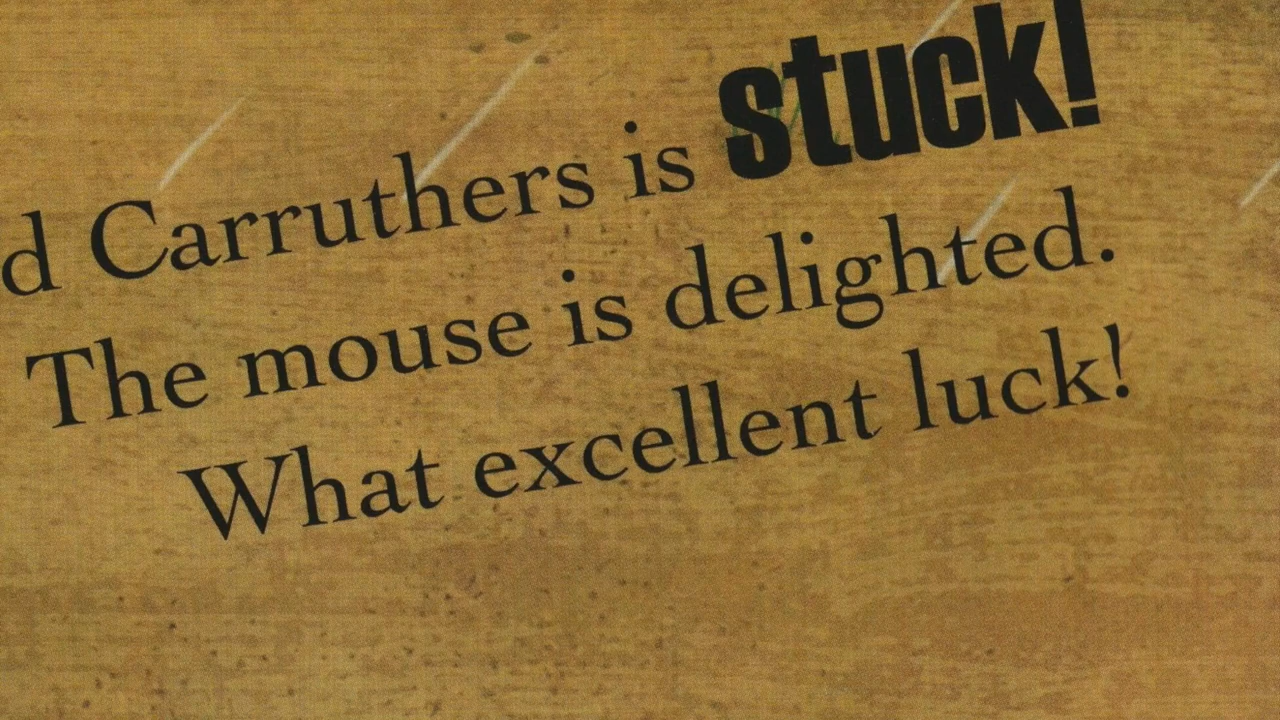 d Carruthers is stuck!
The mouse is delighted.
What excellent luck!